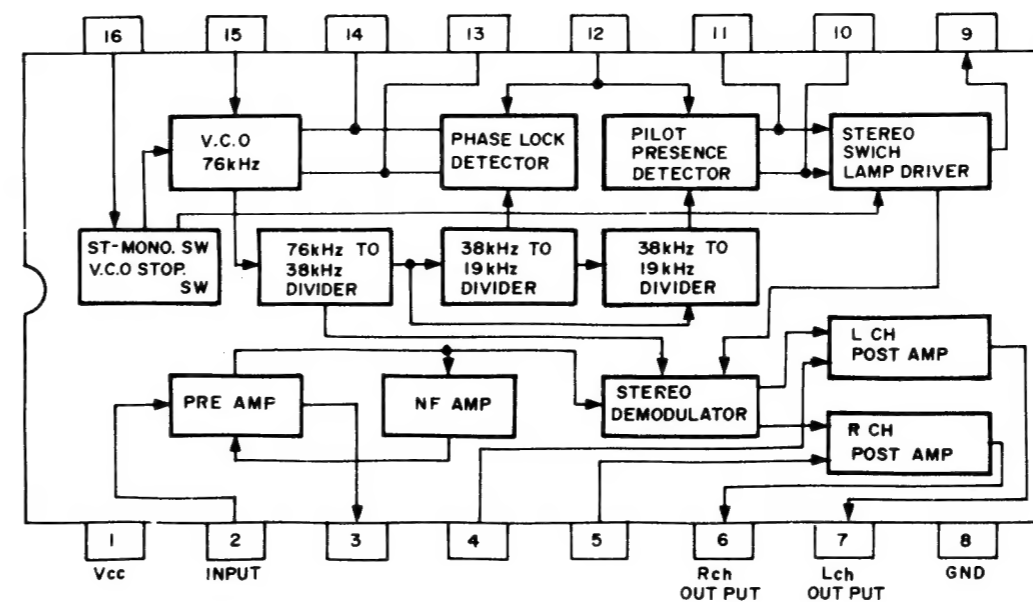 16 15 14 13 12 11 10 9
V.C.O
76kHz
PHASE LOCK
DETECTOR
PILOT
PRESENCE
DETECTOR
STEREO
SWICH
LAMP DRIVER
ST-MONO. SW
V.C.O STOP.
SW
76kHz TO
38kHz
DIVIDER
38kHz TO
19kHz
DIVIDER
38kHz TO
19kHz
DIVIDER
L CH
POST AMP
PRE AMP
NF AMP
STEREO
DEMODULATOR
R CH
POST AMP
1 2 3 4 5 6 7 8
Vcc
INPUT
Rch
OUT PUT
Lch
OUT PUT
GND